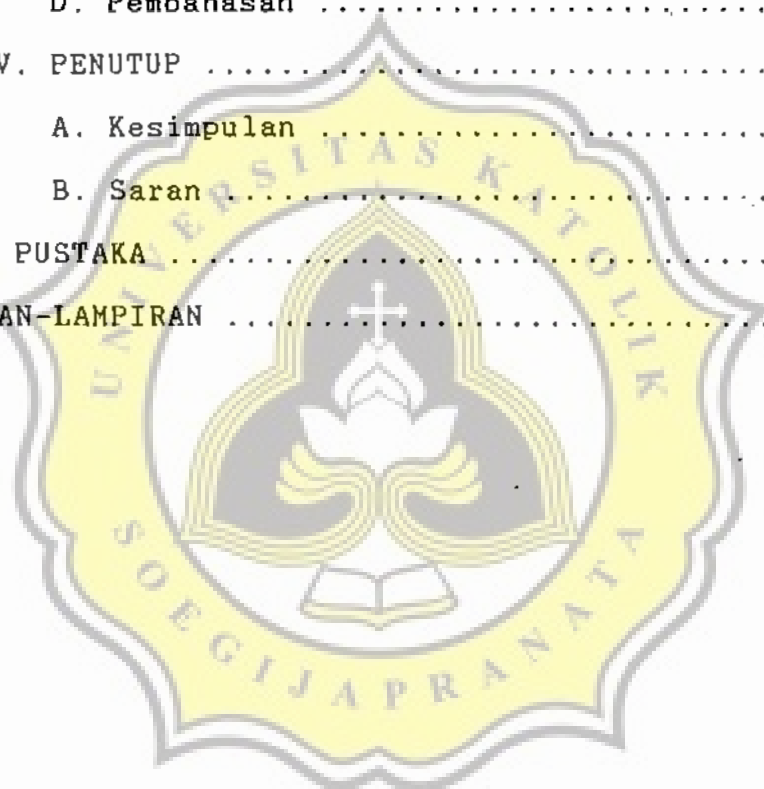 D. Pembahasan ........................
V. PENUTUP ..............................
A. Kesimpulan ........................
B. Saran ..............................
PUSTAKA ................................
AN-LAMPIRAN ............................
UNIVERSITAS KATOLIK
SOEGIJAPRANATA